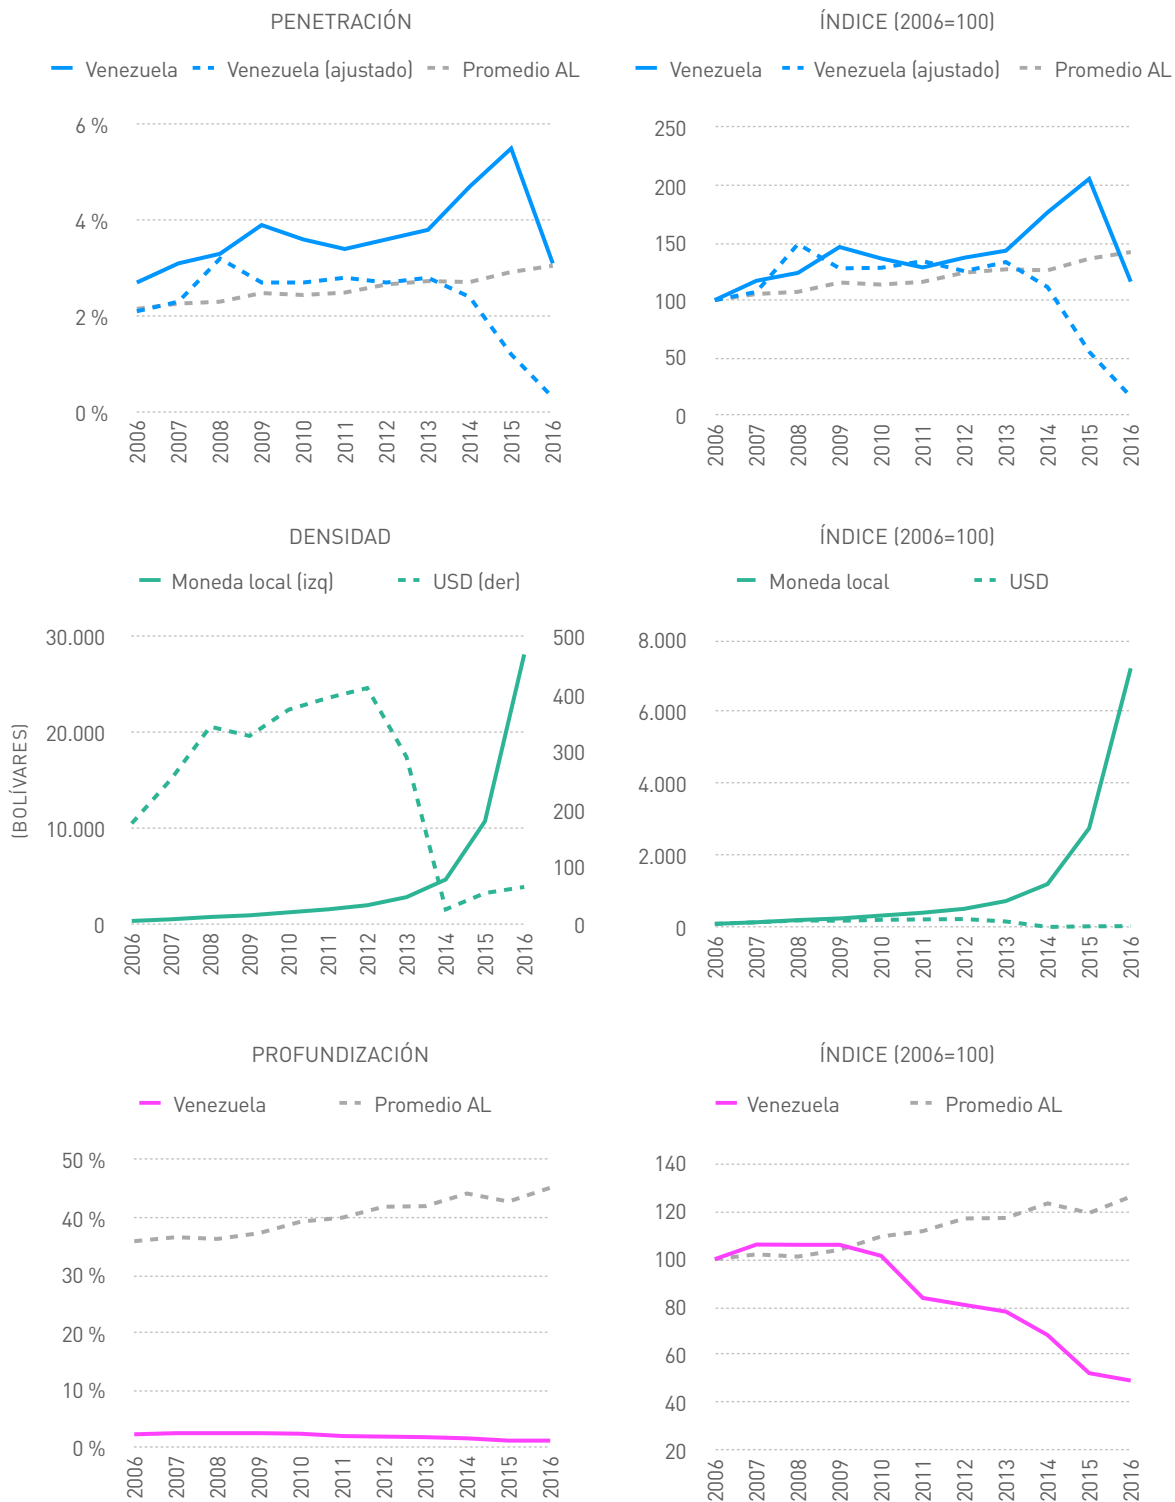 PENETRACIÓN
Venezuela Venezuela (ajustado) Promedio AL
6 %
4 %
2 %
0 %
2006 2007 2008 2009 2010 2011 2012 2013 2014 2015 2016
ÍNDICE (2006=100)
Venezuela Venezuela (ajustado) Promedio AL
250
200
150
100
50
0
2006 2007 2008 2009 2010 2011 2012 2013 2014 2015 2016
DENSIDAD
Moneda local (izq) USD (der)
(BOLÍVARES)
30.000
20.000
10.000
0
500
400
300
200
100
0
2006 2007 2008 2009 2010 2011 2012 2013 2014 2015 2016
ÍNDICE (2006=100)
Moneda local USD
8.000
6.000
4.000
2.000
0
2006 2007 2008 2009 2010 2011 2012 2013 2014 2015 2016
PROFUNDIZACIÓN
Venezuela Promedio AL
50 %
40 %
30 %
20 %
10 %
0 %
2006 2007 2008 2009 2010 2011 2012 2013 2014 2015 2016
ÍNDICE (2006=100)
Venezuela Promedio AL
140
120
100
80
60
40
20
2006 2007 2008 2009 2010 2011 2012 2013 2014 2015 2016